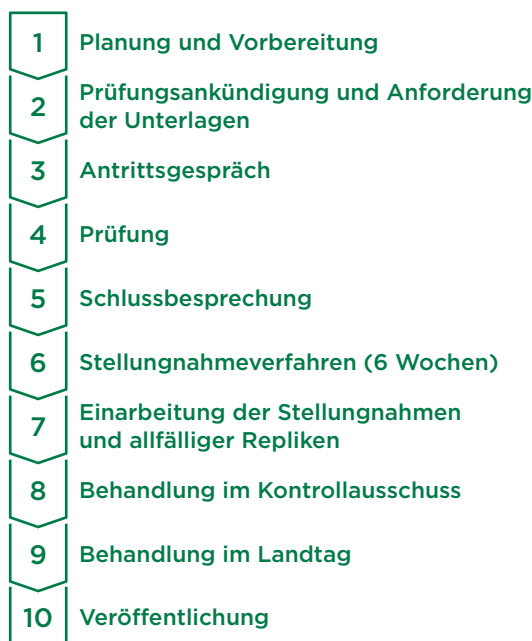 1 Planung und Vorbereitung
2 Prüfungsankündigung und Anforderung
der Unterlagen
3 Antrittsgespräch
4 Prüfung
5 Schlussbesprechung
6 Stellungnahmeverfahren (6 Wochen)
7 Einarbeitung der Stellungnahmen
und allfälliger Repliken
8 Behandlung im Kontrollausschuss
9 Behandlung im Landtag
10 Veröffentlichung